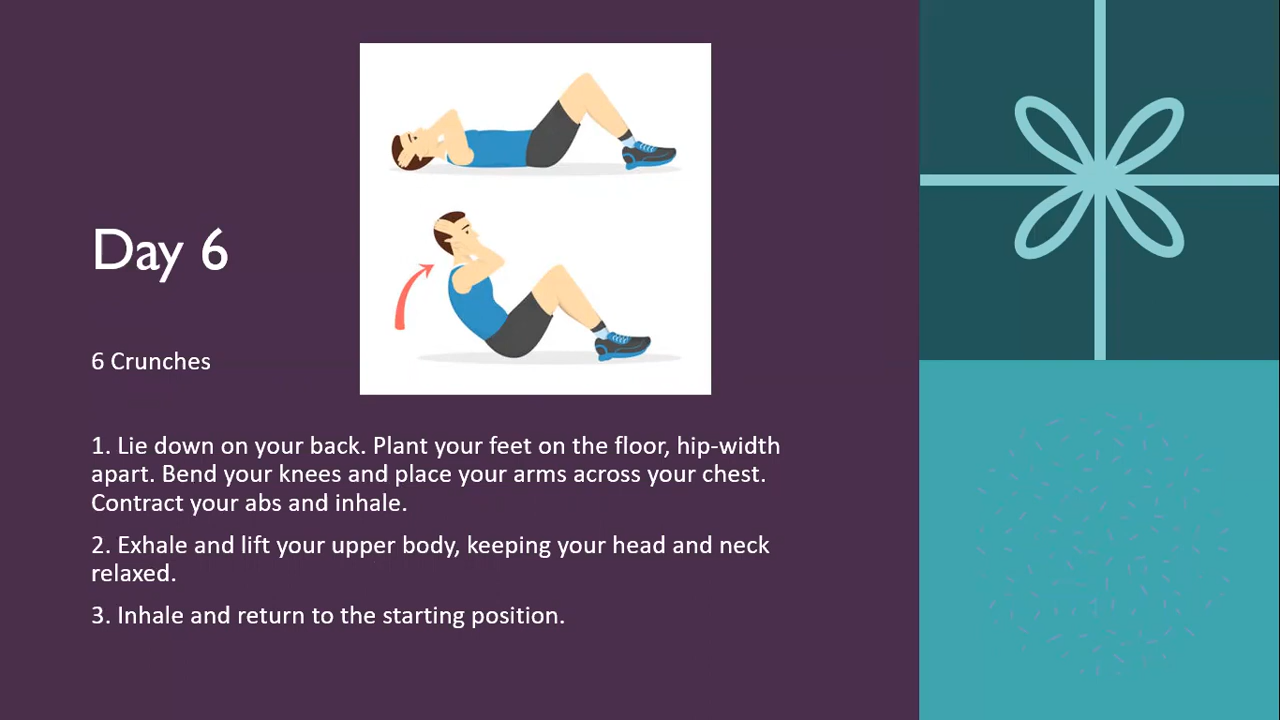 Day 6
6 Crunches
1. Lie down on your back. Plant your feet on the floor, hip-width
apart. Bend your knees and place your arms across your chest.
Contract your abs and inhale.
2. Exhale and lift your upper body, keeping your head and neck
relaxed.
3. Inhale and return to the starting position.